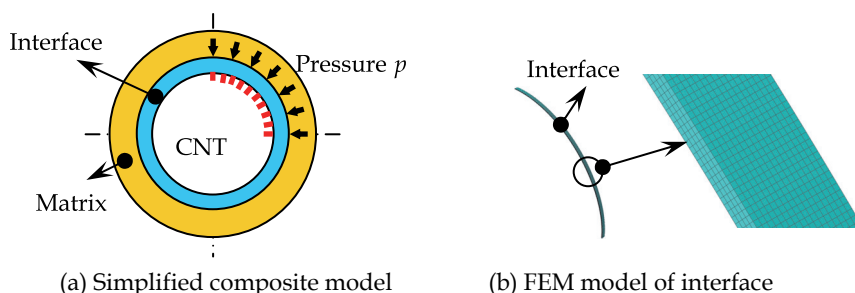 Interface
Pressure p
CNT
Matrix
Interface
(a) Simplified composite model
(b) FEM model of interface